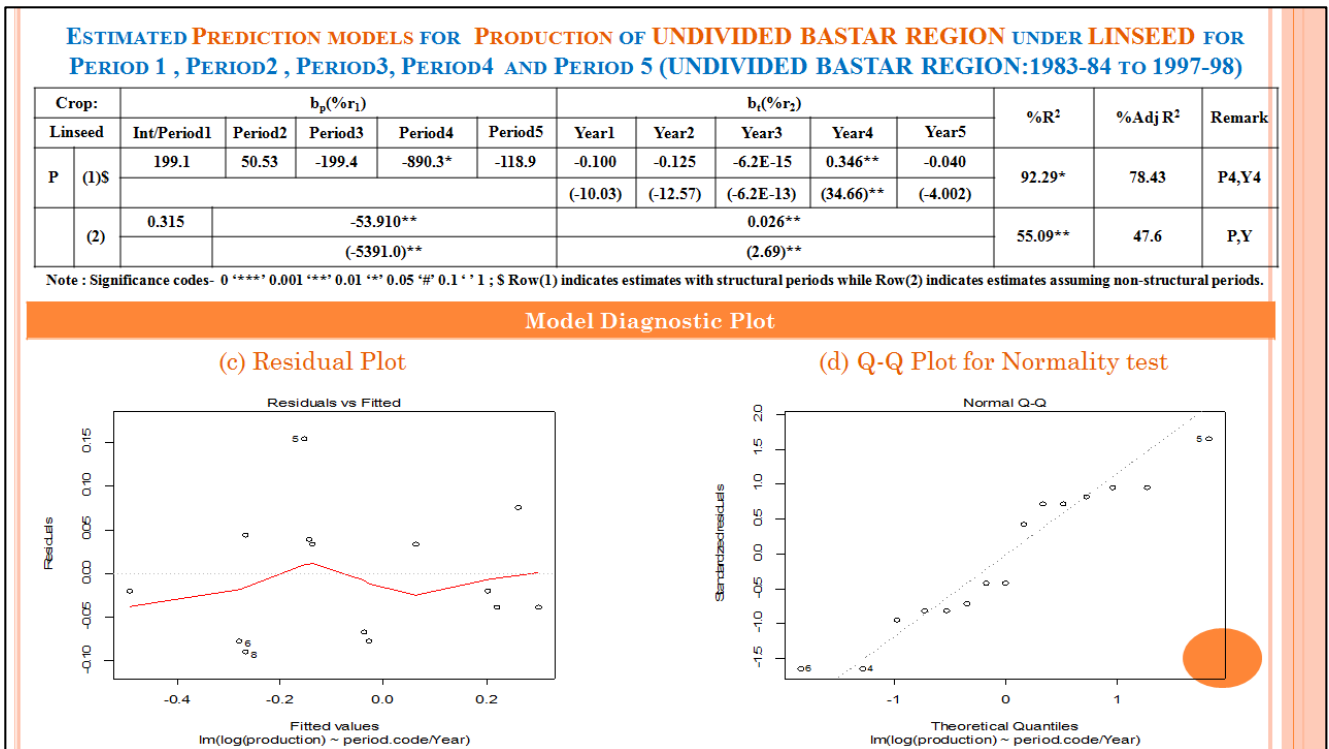 ESTIMATED PREDICTION MODELS FOR PRODUCTION OF UNDIVIDED BASTAR REGION UNDER LINSEED FOR
PERIOD 1 , PERIOD2 , PERIOD3, PERIOD4 AND PERIOD 5 (UNDIVIDED BASTAR REGION:1983-84 TO 1997-98)
Crop: bp(%r1) bt(%r2) %R² %Adj R² Remark
Linseed Int/Period1 Period2 Period3 Period4 Period5 Year1 Year2 Year3 Year4 Year5
P (1)$ 199.1 50.53 -199.4 -890.3* -118.9 -0.100 -0.125 -6.2E-15 0.346** -0.040 92.29* 78.43 P4,Y4
(-10.03) (-12.57) (-6.2E-13) (34.66)** (-4.002)
(2) 0.315 -53.910** 0.026** 55.09** 47.6 P,Y
(-5391.0)** (2.69)**
Note : Significance codes- 0 ‘***’ 0.001 ‘**’ 0.01 ‘*’ 0.05 ‘#’ 0.1 ‘ ’ 1 ; $ Row(1) indicates estimates with structural periods while Row(2) indicates estimates assuming non-structural periods.
Model Diagnostic Plot
(c) Residual Plot
Residuals vs Fitted
Residuals
0.15
0.10
0.05
0.00
-0.05
-0.10
5
6
8
-0.4 -0.2 0.0 0.2
Fitted values
lm(log(production) ~ period.code/Year)
(d) Q-Q Plot for Normality test
Normal Q-Q
Standardized residuals
2.0
1.5
1.0
0.5
0.0
-0.5
-1.0
-1.5
5
6
4
-1 0 1
Theoretical Quantiles
lm(log(production) ~ period.code/Year)